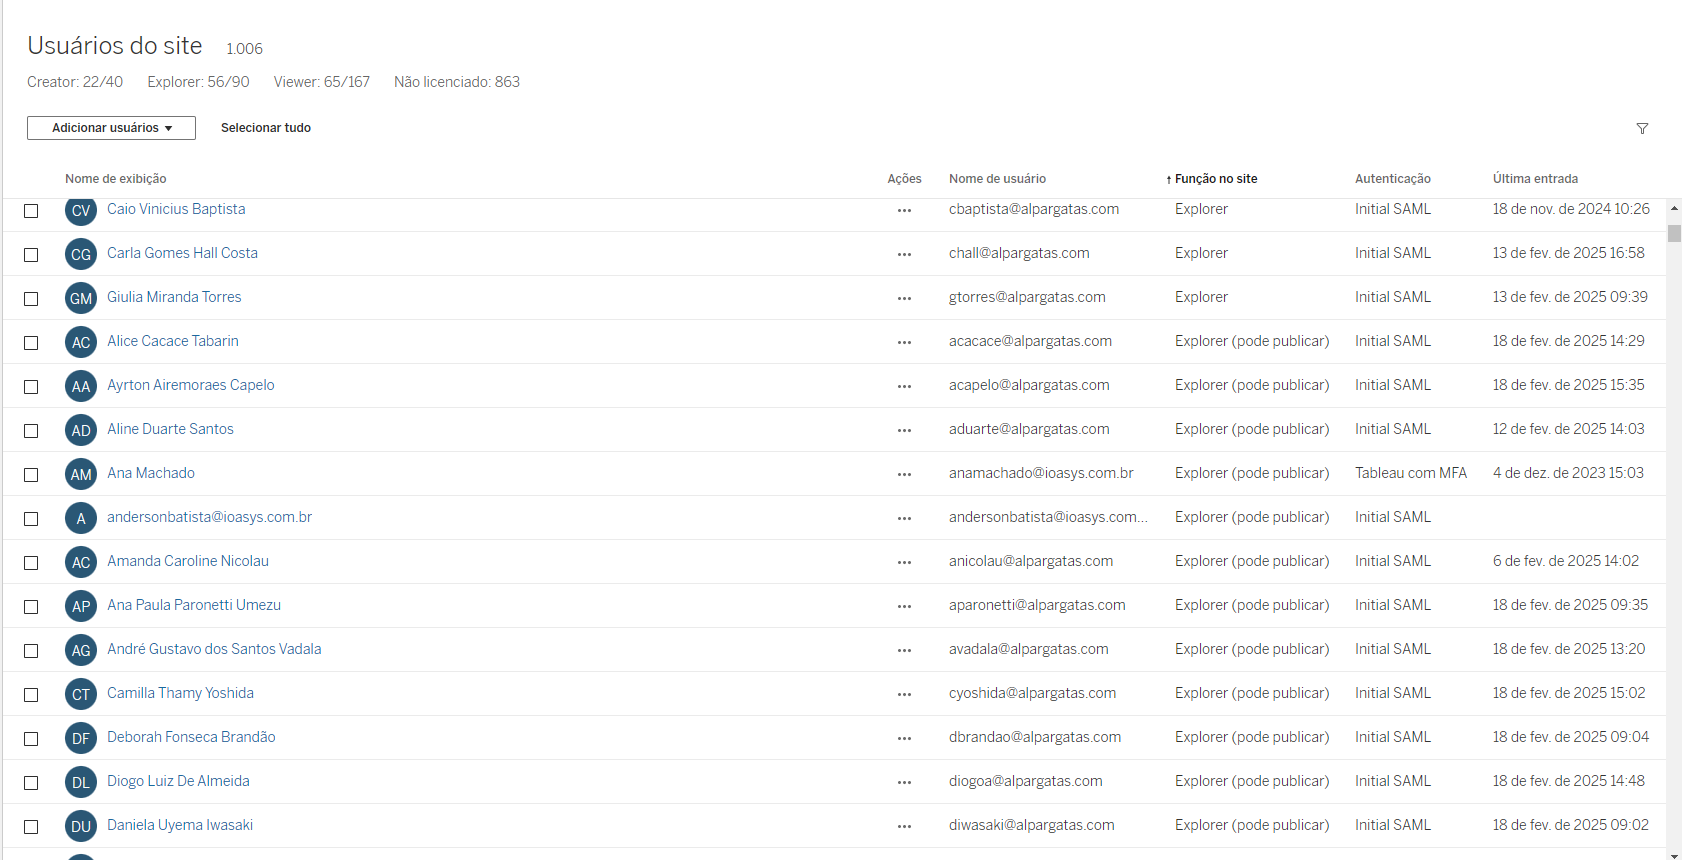 Usuários do site 1.006
Creator: 22/40 Explorer: 56/90 Viewer: 65/167 Não licenciado: 863
Adicionar usuários ▼ Selecionar tudo
Nome de exibição Ações Nome de usuário ↑ Função no site Autenticação Última entrada
CV Caio Vinicius Baptista ••• cbaptista@alpargatas.com Explorer Initial SAML 18 de nov. de 2024 10:26
CG Carla Gomes Hall Costa ••• chall@alpargatas.com Explorer Initial SAML 13 de fev. de 2025 16:58
GM Giulia Miranda Torres ••• gtorres@alpargatas.com Explorer Initial SAML 13 de fev. de 2025 09:39
AC Alice Cacace Tabarin ••• acacace@alpargatas.com Explorer (pode publicar) Initial SAML 18 de fev. de 2025 14:29
AA Ayrton Airemoraes Capelo ••• acapelo@alpargatas.com Explorer (pode publicar) Initial SAML 18 de fev. de 2025 15:35
AD Aline Duarte Santos ••• aduarte@alpargatas.com Explorer (pode publicar) Initial SAML 12 de fev. de 2025 14:03
AM Ana Machado ••• anamachado@ioasys.com.br Explorer (pode publicar) Tableau com MFA 4 de dez. de 2023 15:03
A andersonbatista@ioasys.com.br ••• andersonbatista@ioasys.com... Explorer (pode publicar) Initial SAML
AC Amanda Caroline Nicolau ••• anicolau@alpargatas.com Explorer (pode publicar) Initial SAML 6 de fev. de 2025 14:02
AP Ana Paula Paronetti Umezu ••• aparonetti@alpargatas.com Explorer (pode publicar) Initial SAML 18 de fev. de 2025 09:35
AG André Gustavo dos Santos Vadala ••• avadala@alpargatas.com Explorer (pode publicar) Initial SAML 18 de fev. de 2025 13:20
CT Camilla Thamy Yoshida ••• cyoshida@alpargatas.com Explorer (pode publicar) Initial SAML 18 de fev. de 2025 15:02
DF Deborah Fonseca Brandão ••• dbrandao@alpargatas.com Explorer (pode publicar) Initial SAML 18 de fev. de 2025 09:04
DL Diogo Luiz De Almeida ••• diogoa@alpargatas.com Explorer (pode publicar) Initial SAML 18 de fev. de 2025 14:48
DU Daniela Uyema Iwasaki ••• diwasaki@alpargatas.com Explorer (pode publicar) Initial SAML 18 de fev. de 2025 09:02